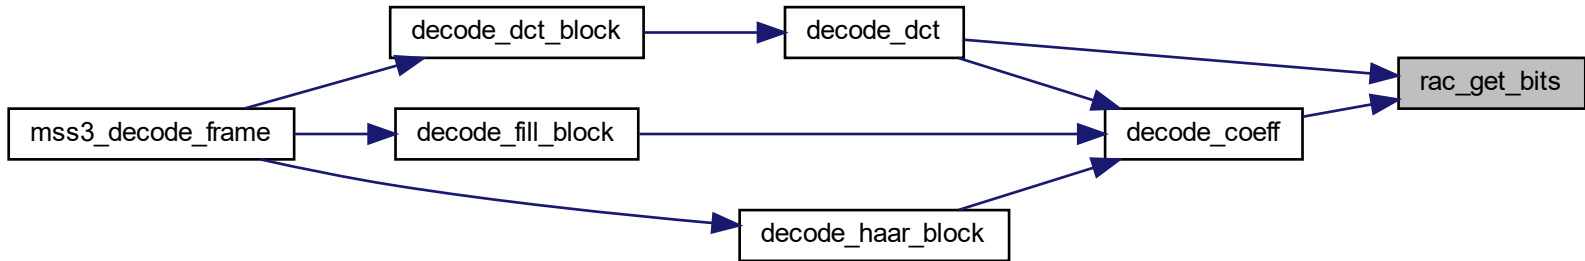 decode_dct_block
decode_dct
rac_get_bits
mss3_decode_frame
decode_fill_block
decode_coeff
decode_haar_block